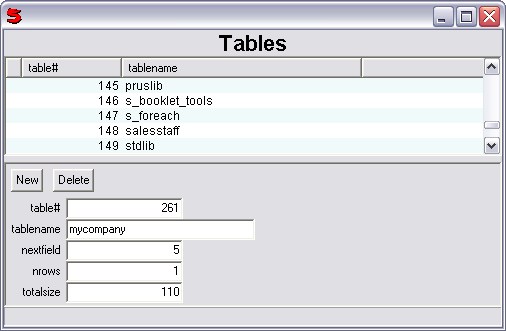 Tables
table# tablename
145 pruslib
146 s_booklet_tools
147 s_foreach
148 salesstaff
149 stdlib
New Delete
table# 261
tablename mycompany
nextfield 5
nrows 1
totalsize 110